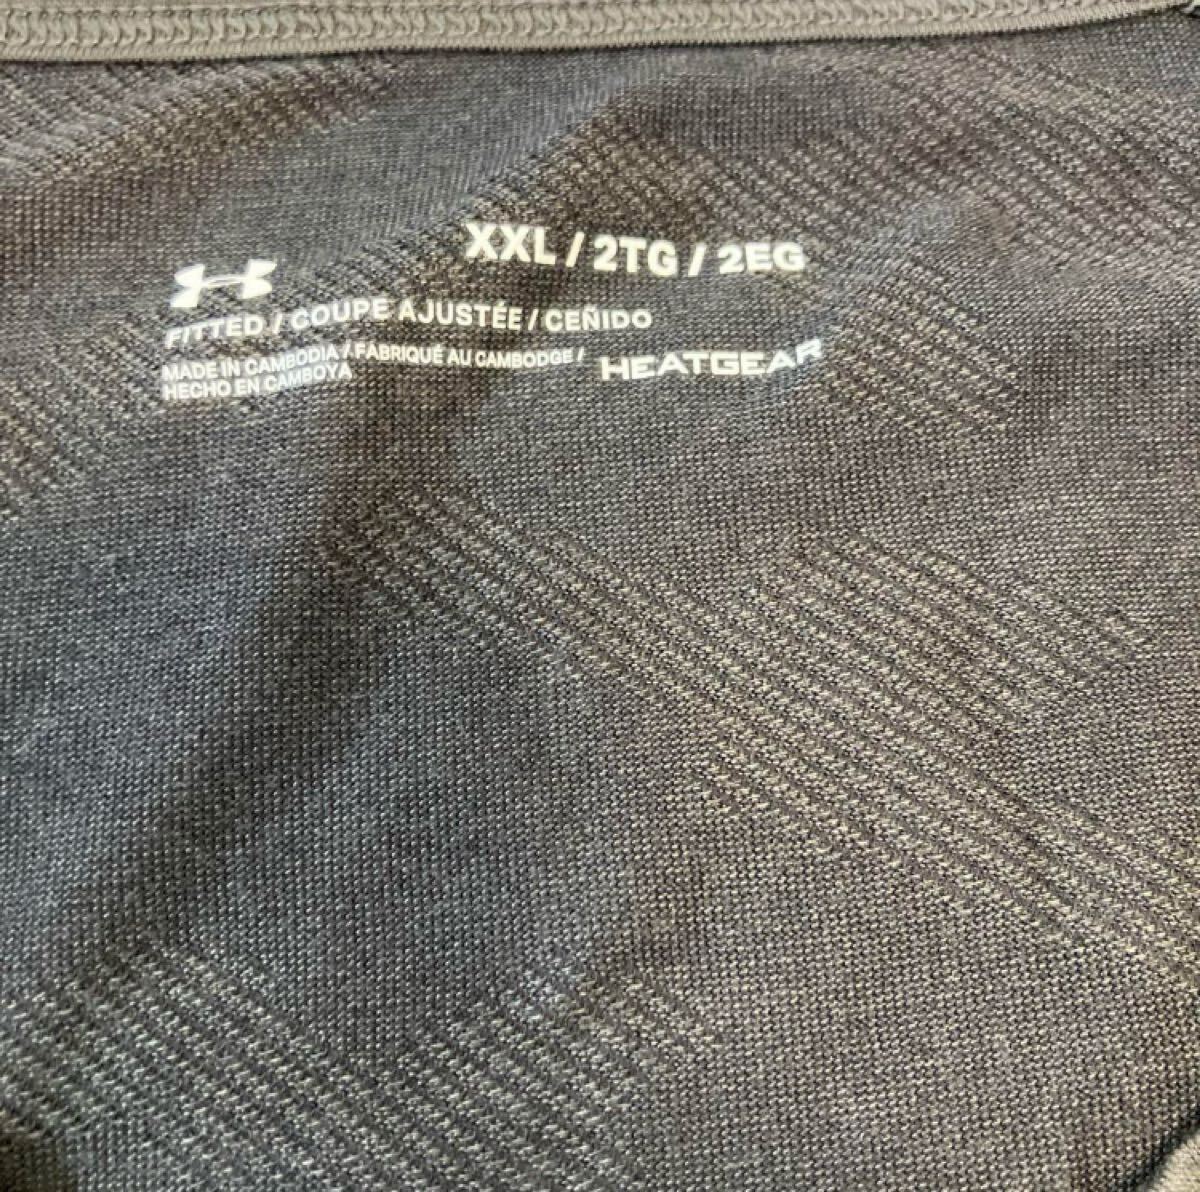 XXL / 2TG / 2EG
FITTED / COUPE AJUSTÉE / CEÑIDO
MADE IN CAMBODIA / FABRIQUÉ AU CAMBODGE /
HECHO EN CAMBOYA
HEATGEAR